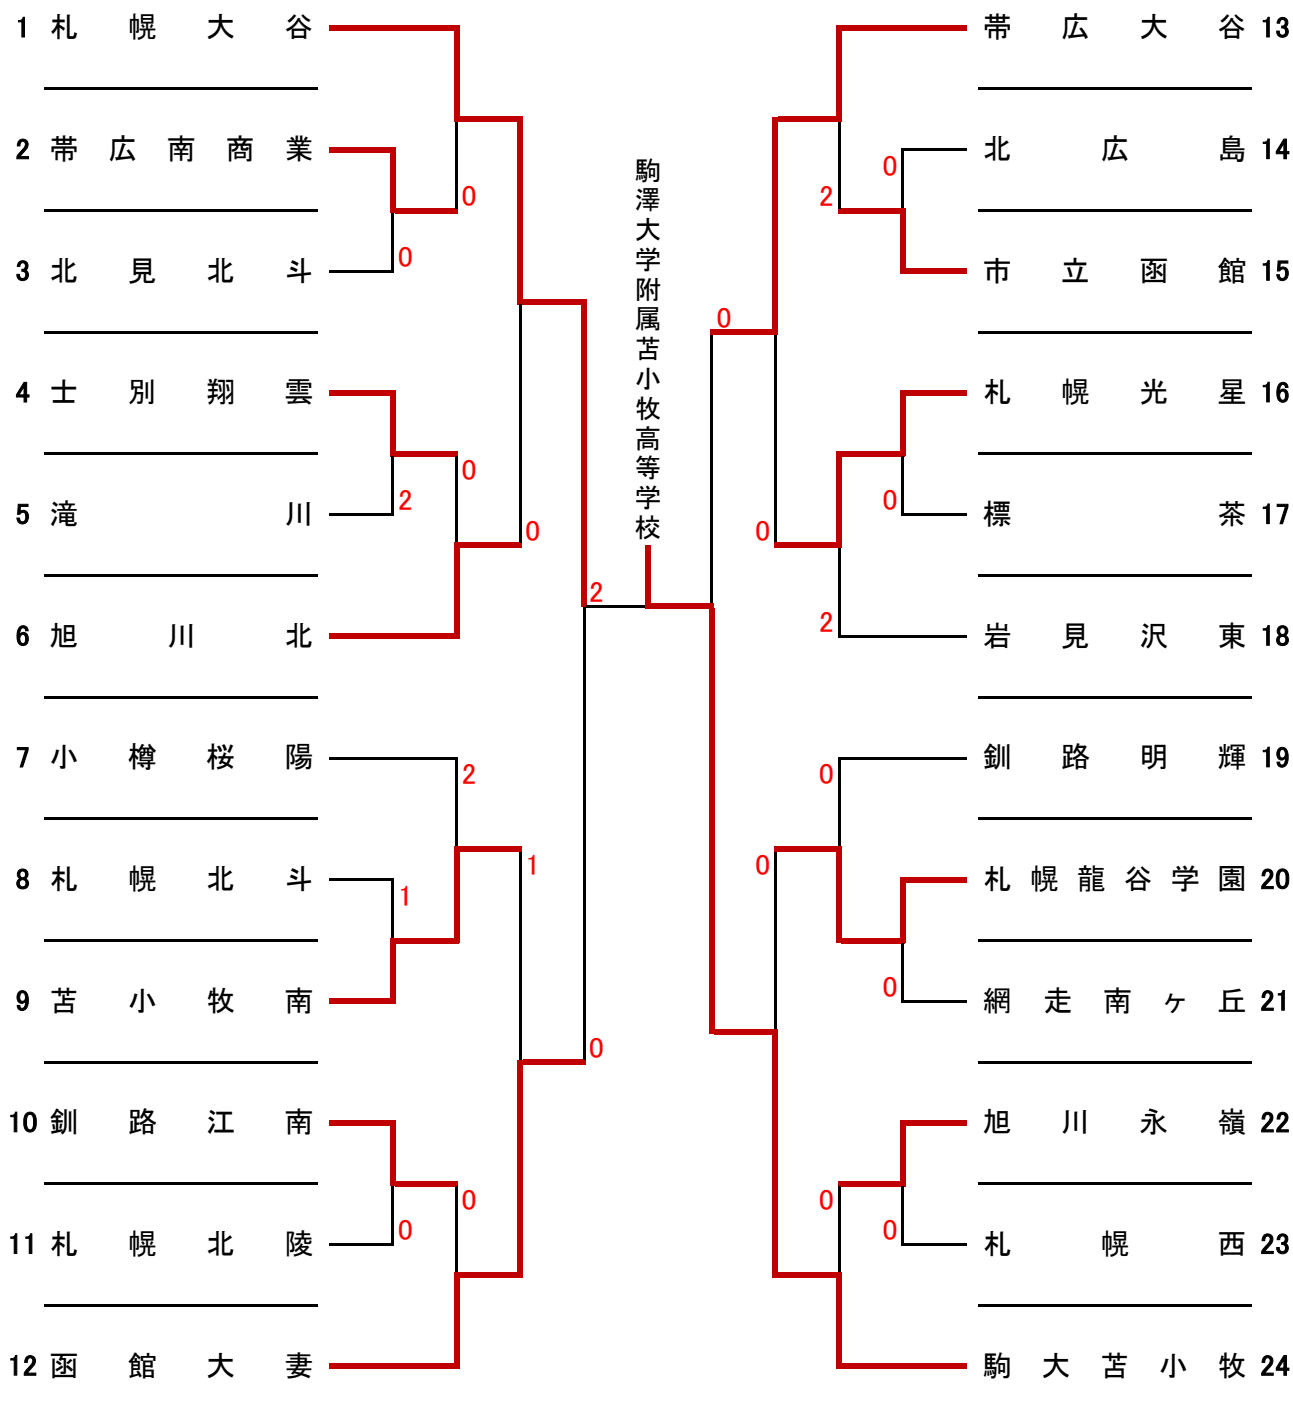 1 札幌大谷
2 帯広南商業
0
3 北見北斗
0
4 士別翔雲
0
5 滝川
2
0
6 旭川北
7 小樽桜陽
2
8 札幌北斗
1
1
9 苫小牧南
10 釧路江南
0
11 札幌北陵
0
12 函館大妻
2
0
駒澤大学附属苫小牧高等学校
0
帯広大谷 13
北広島 14
0
2
市立函館 15
札幌光星 16
標茶 17
0
0
岩見沢東 18
2
釧路明輝 19
0
札幌龍谷学園 20
0
網走南ヶ丘 21
0
旭川永嶺 22
0
札幌西 23
0
駒大苫小牧 24